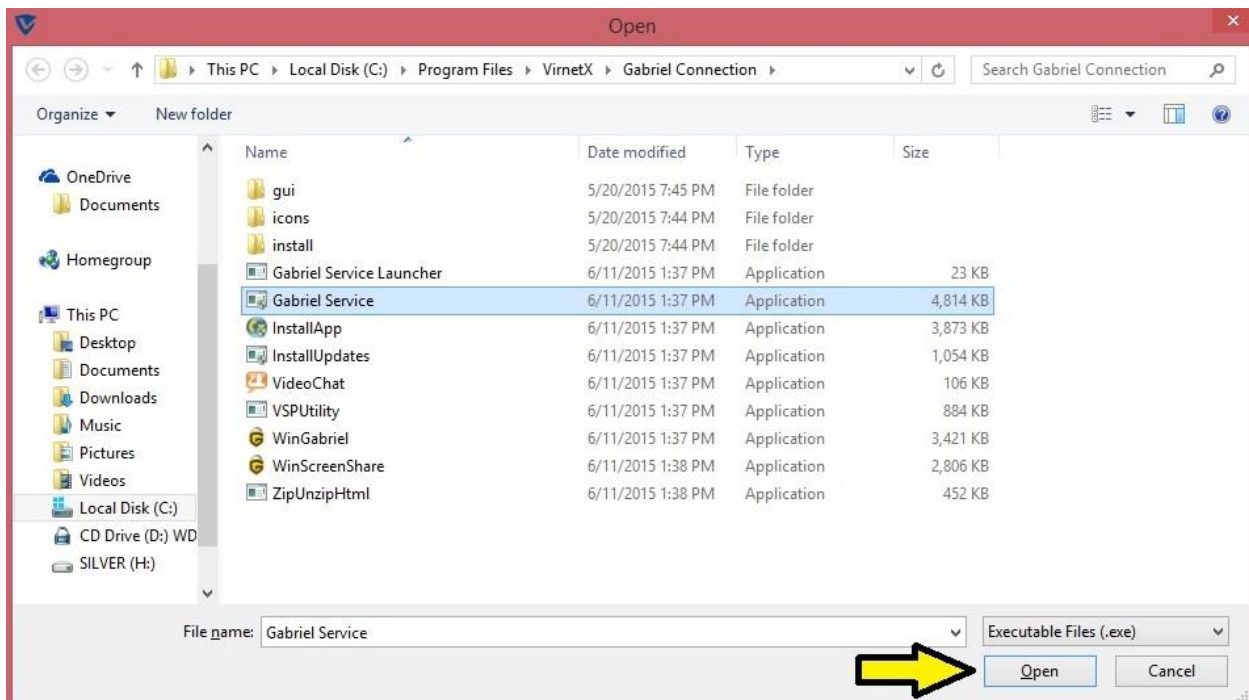 Open
This PC Local Disk (C:) Program Files VirnetX Gabriel Connection
Search Gabriel Connection
Organize New folder
Name Date modified Type Size
OneDrive
Documents
Homegroup
This PC
Desktop
Documents
Downloads
Music
Pictures
Videos
Local Disk (C:)
CD Drive (D:) WD
SILVER (H:)
gui 5/20/2015 7:45 PM File folder
icons 5/20/2015 7:44 PM File folder
install 5/20/2015 7:44 PM File folder
Gabriel Service Launcher 6/11/2015 1:37 PM Application 23 KB
Gabriel Service 6/11/2015 1:37 PM Application 4,814 KB
InstallApp 6/11/2015 1:37 PM Application 3,873 KB
InstallUpdates 6/11/2015 1:37 PM Application 1,054 KB
VideoChat 6/11/2015 1:37 PM Application 106 KB
VSPUtility 6/11/2015 1:37 PM Application 884 KB
WinGabriel 6/11/2015 1:37 PM Application 3,421 KB
WinScreenShare 6/11/2015 1:38 PM Application 2,806 KB
ZipUnzipHtml 6/11/2015 1:38 PM Application 452 KB
File name: Gabriel Service Executable Files (.exe)
Open Cancel